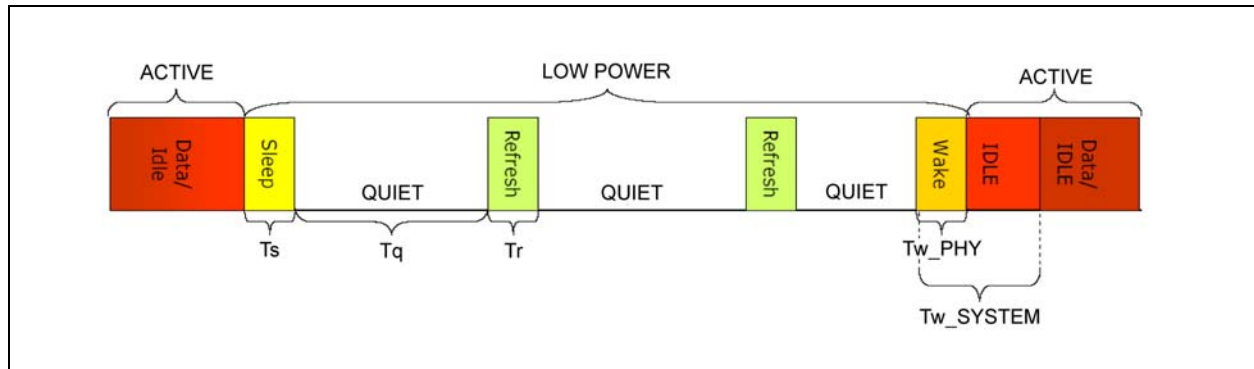 ACTIVE
LOW POWER
ACTIVE
Data/
Idle
Sleep
QUIET
Refresh
QUIET
Refresh
QUIET
Wake
IDLE
Data/
IDLE
Ts
Tq
Tr
Tw_PHY
Tw_SYSTEM